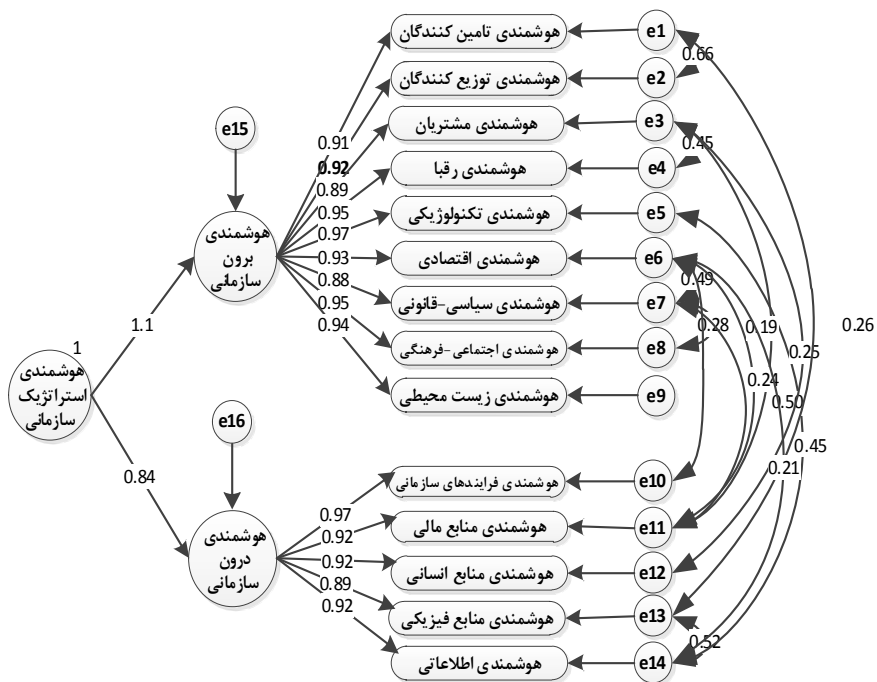 هوشمندی تامین کنندگان
e1
0.66
هوشمندی توزیع کنندگان
e2
e15
هوشمندی مشتریان
e3
0.91
0.45
0.92
هوشمندی رقبا
e4
0.89
0.95
هوشمندی تکنولوژیکی
e5
0.97
هوشمندی
برون
سازمانی
0.93
هوشمندی اقتصادی
e6
0.49
0.88
هوشمندی سیاسی-قانونی
e7
0.95
0.28
0.19
0.26
0.94
1.1
هوشمندی اجتماعی-فرهنگی
e8
0.25
0.24
1
هوشمندی
استراتژیک
سازمانی
هوشمندی زیست محیطی
e9
0.50
e16
0.45
0.21
0.84
هوشمندی فرایندهای سازمانی
e10
0.97
هوشمندی منابع مالی
e11
0.92
هوشمندی
درون
سازمانی
0.92
هوشمندی منابع انسانی
e12
0.89
0.92
هوشمندی منابع فیزیکی
e13
0.52
هوشمندی اطلاعاتی
e14